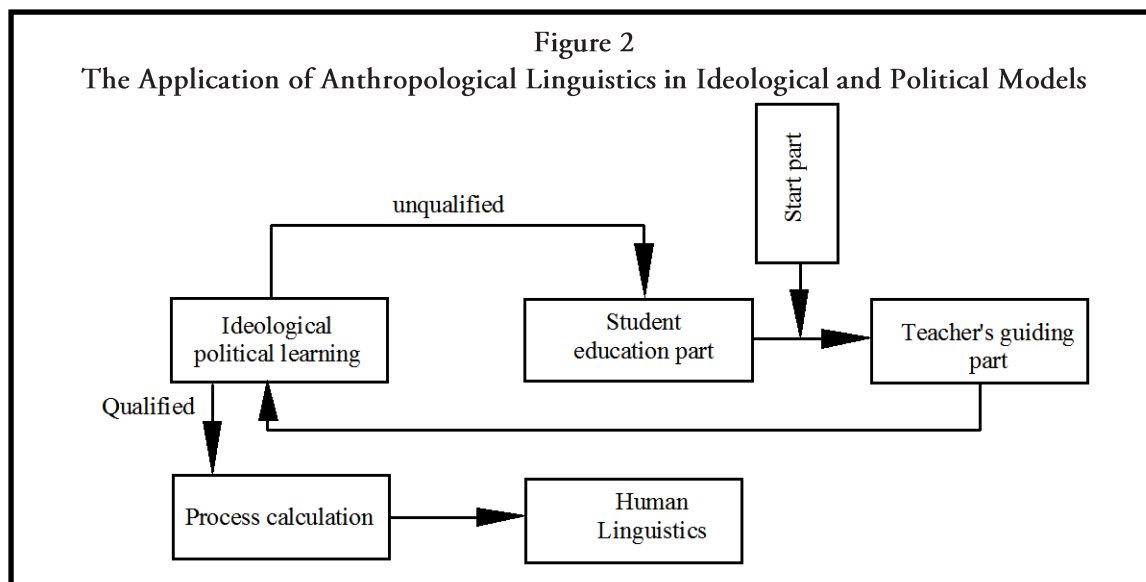 Figure 2
The Application of Anthropological Linguistics in Ideological and Political Models
Start part
unqualified
Ideological
political learning
Student
education part
Teacher's guiding
part
Qualified
Process calculation
Human
Linguistics